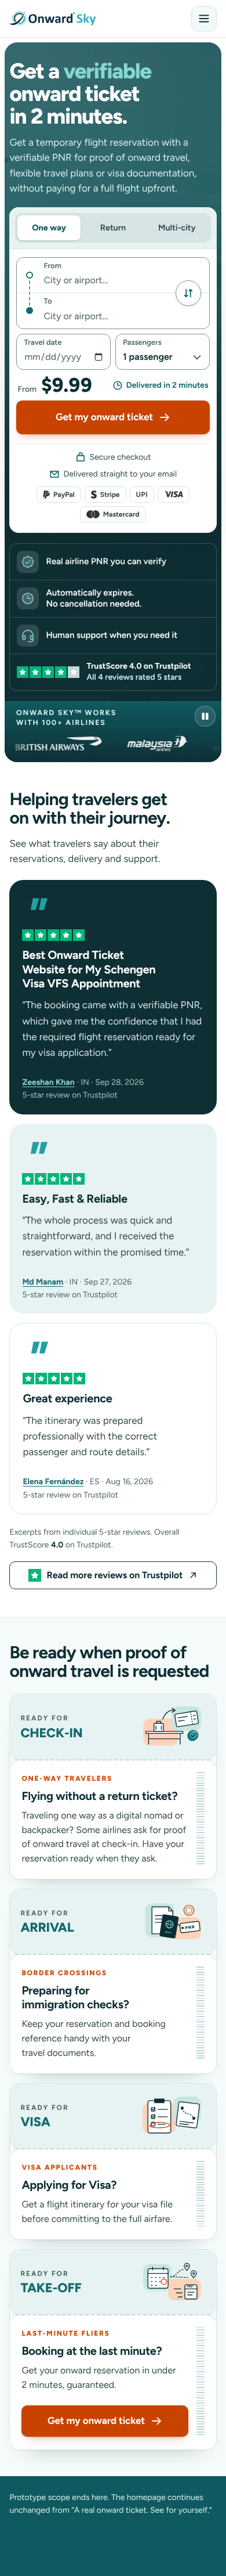 Onward Sky
Get a verifiable
onward ticket
in 2 minutes.
Get a temporary flight reservation with a
verifiable PNR for proof of onward travel,
flexible travel plans or visa documentation,
without paying for a full flight upfront.
One way Return Multi-city
From
City or airport...
To
City or airport...
Travel date Passengers
mm/dd/yyyy 1 passenger
From $9.99 Delivered in 2 minutes
Get my onward ticket →
Secure checkout
Delivered straight to your email
PayPal Stripe UPI VISA
Mastercard
Real airline PNR you can verify
Automatically expires.
No cancellation needed.
Human support when you need it
TrustScore 4.0 on Trustpilot
All 4 reviews rated 5 stars
ONWARD SKY™ WORKS
WITH 100+ AIRLINES
BRITISH AIRWAYS malaysia
Helping travelers get
on with their journey.
See what travelers say about their
reservations, delivery and support.
Best Onward Ticket
Website for My Schengen
Visa VFS Appointment
“The booking came with a verifiable PNR,
which gave me the confidence that I had
the required flight reservation ready for
my visa application.”
Zeeshan Khan · IN · Sep 28, 2026
5-star review on Trustpilot
Easy, Fast & Reliable
“The whole process was quick and
straightforward, and I received the
reservation within the promised time.”
Md Manam · IN · Sep 27, 2026
5-star review on Trustpilot
Great experience
“The itinerary was prepared
professionally with the correct
passenger and route details.”
Elena Fernández · ES · Aug 16, 2026
5-star review on Trustpilot
Excerpts from individual 5-star reviews. Overall
TrustScore 4.0 on Trustpilot.
Read more reviews on Trustpilot ↗
Be ready when proof of
onward travel is requested
READY FOR
CHECK-IN
ONE-WAY TRAVELERS
Flying without a return ticket?
Traveling one way as a digital nomad or
backpacker? Some airlines ask for proof
of onward travel at check-in. Have your
reservation ready when they ask.
READY FOR
ARRIVAL
PNR
BORDER CROSSINGS
Preparing for
immigration checks?
Keep your reservation and booking
reference handy with your
travel documents.
READY FOR
VISA
VISA APPLICANTS
Applying for Visa?
Get a flight itinerary for your visa file
before committing to the full airfare.
READY FOR
TAKE-OFF
LAST-MINUTE FLIERS
Booking at the last minute?
Get your onward reservation in under
2 minutes, guaranteed.
Get my onward ticket →
Prototype scope ends here. The homepage continues
unchanged from “A real onward ticket. See for yourself.”